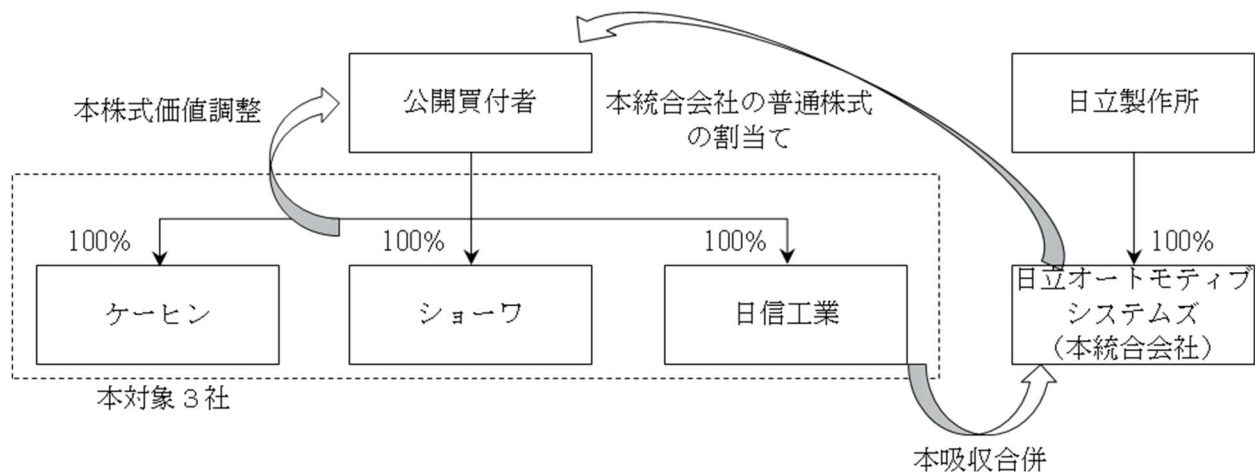 公開買付者
日立製作所
本株式価値調整
本統合会社の普通株式
の割当て
100%
100%
100%
100%
ケーヒン
ショーワ
日信工業
日立オートモティブ
システムズ
（本統合会社）
本対象３社
本吸収合併